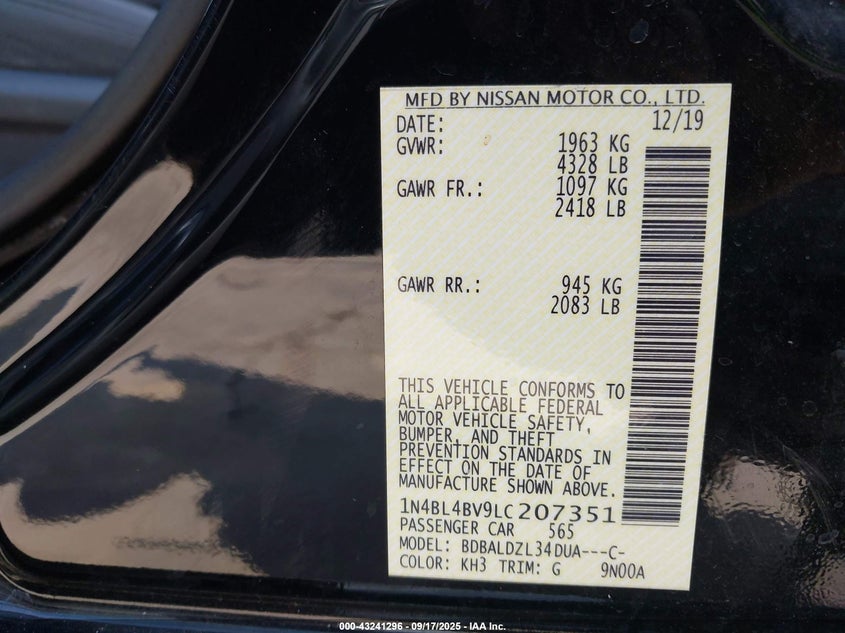 MFD BY NISSAN MOTOR CO., LTD.
DATE: 12/19
GVWR: 1963 KG
4328 LB
GAWR FR.: 1097 KG
2418 LB
GAWR RR.: 945 KG
2083 LB
THIS VEHICLE CONFORMS TO
ALL APPLICABLE FEDERAL
MOTOR VEHICLE SAFETY,
BUMPER, AND THEFT
PREVENTION STANDARDS IN
EFFECT ON THE DATE OF
MANUFACTURE SHOWN ABOVE.
1N4BL4BV9LC207351
PASSENGER CAR 565
MODEL: BDBALDZL34DUA---C-
COLOR: KH3 TRIM: G 9N00A
000-43241296 - 09/17/2025 - IAA Inc.